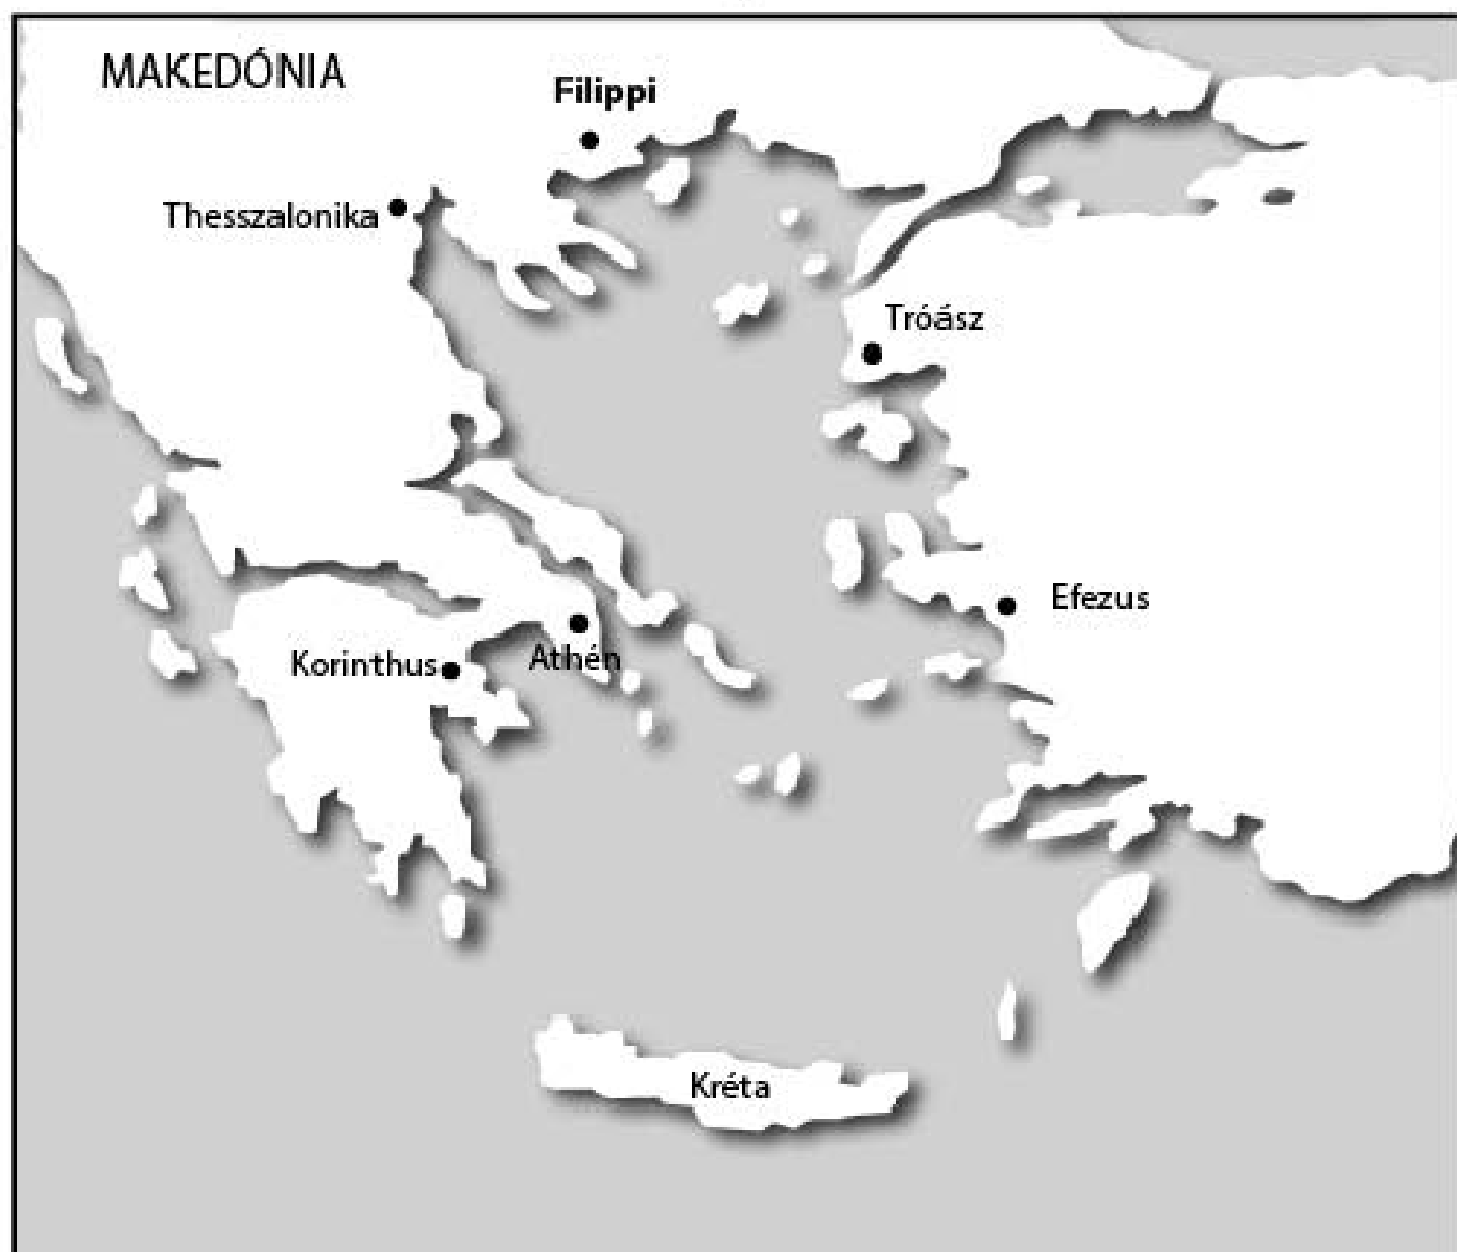 MAKEDÓNIA
Filippi
Thesszalonika
Tróász
Efezus
Korinthus
Athén
Kréta